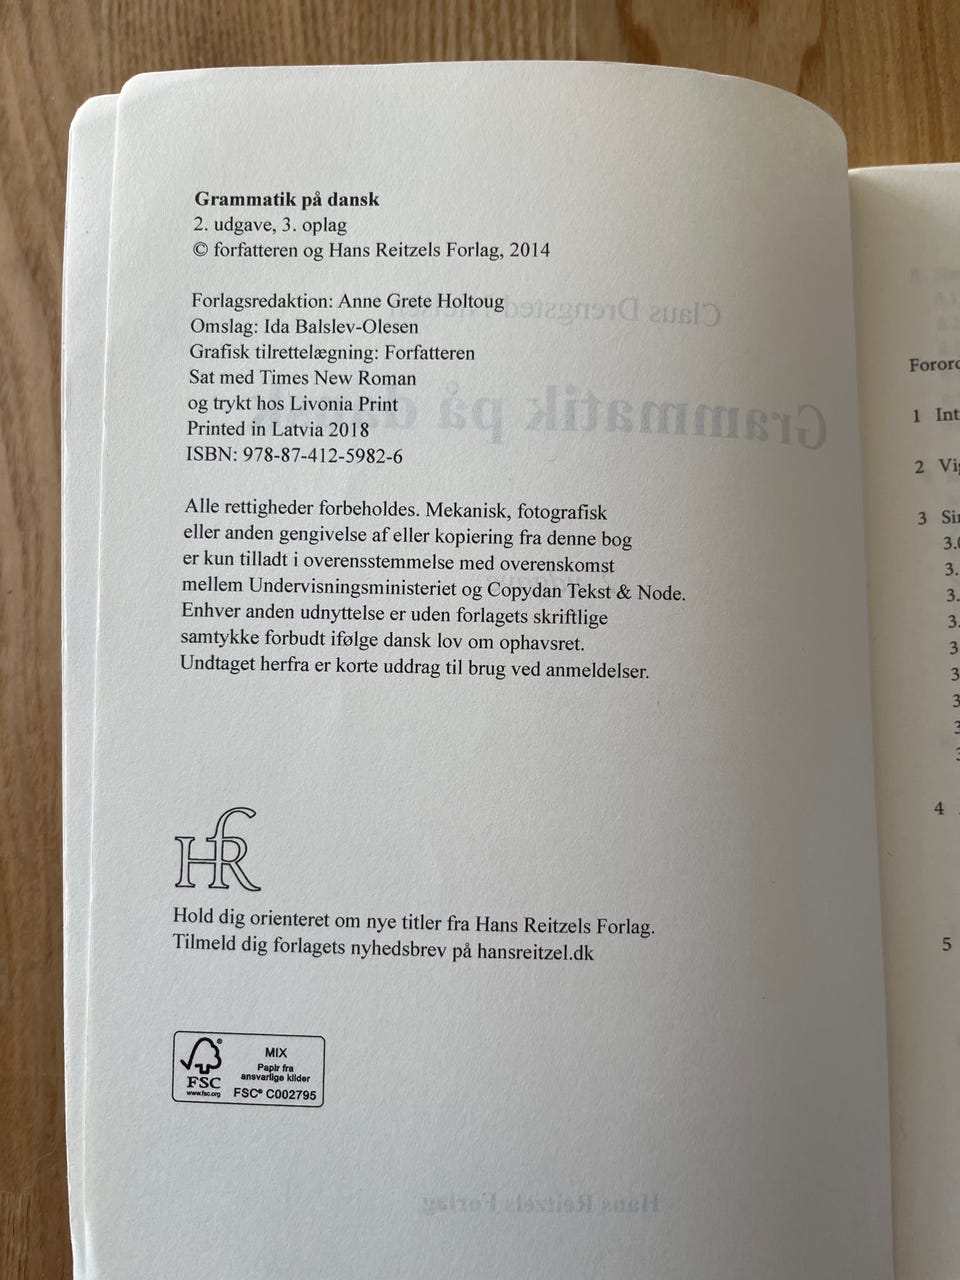 Grammatik på dansk
2. udgave, 3. oplag
© forfatteren og Hans Reitzels Forlag, 2014
Forlagsredaktion: Anne Grete Holtoug
Omslag: Ida Balslev-Olesen
Grafisk tilrettelægning: Forfatteren
Sat med Times New Roman
og trykt hos Livonia Print
Printed in Latvia 2018
ISBN: 978-87-412-5982-6
Alle rettigheder forbeholdes. Mekanisk, fotografisk
eller anden gengivelse af eller kopiering fra denne bog
er kun tilladt i overensstemmelse med overenskomst
mellem Undervisningsministeriet og Copydan Tekst & Node.
Enhver anden udnyttelse er uden forlagets skriftlige
samtykke forbudt ifølge dansk lov om ophavsret.
Undtaget herfra er korte uddrag til brug ved anmeldelser.
HR
Hold dig orienteret om nye titler fra Hans Reitzels Forlag.
Tilmeld dig forlagets nyhedsbrev på hansreitzel.dk
FSC
www.fsc.org
MIX
Papir fra
ansvarlige kilder
FSC® C002795
1 Int
2
3
4
5